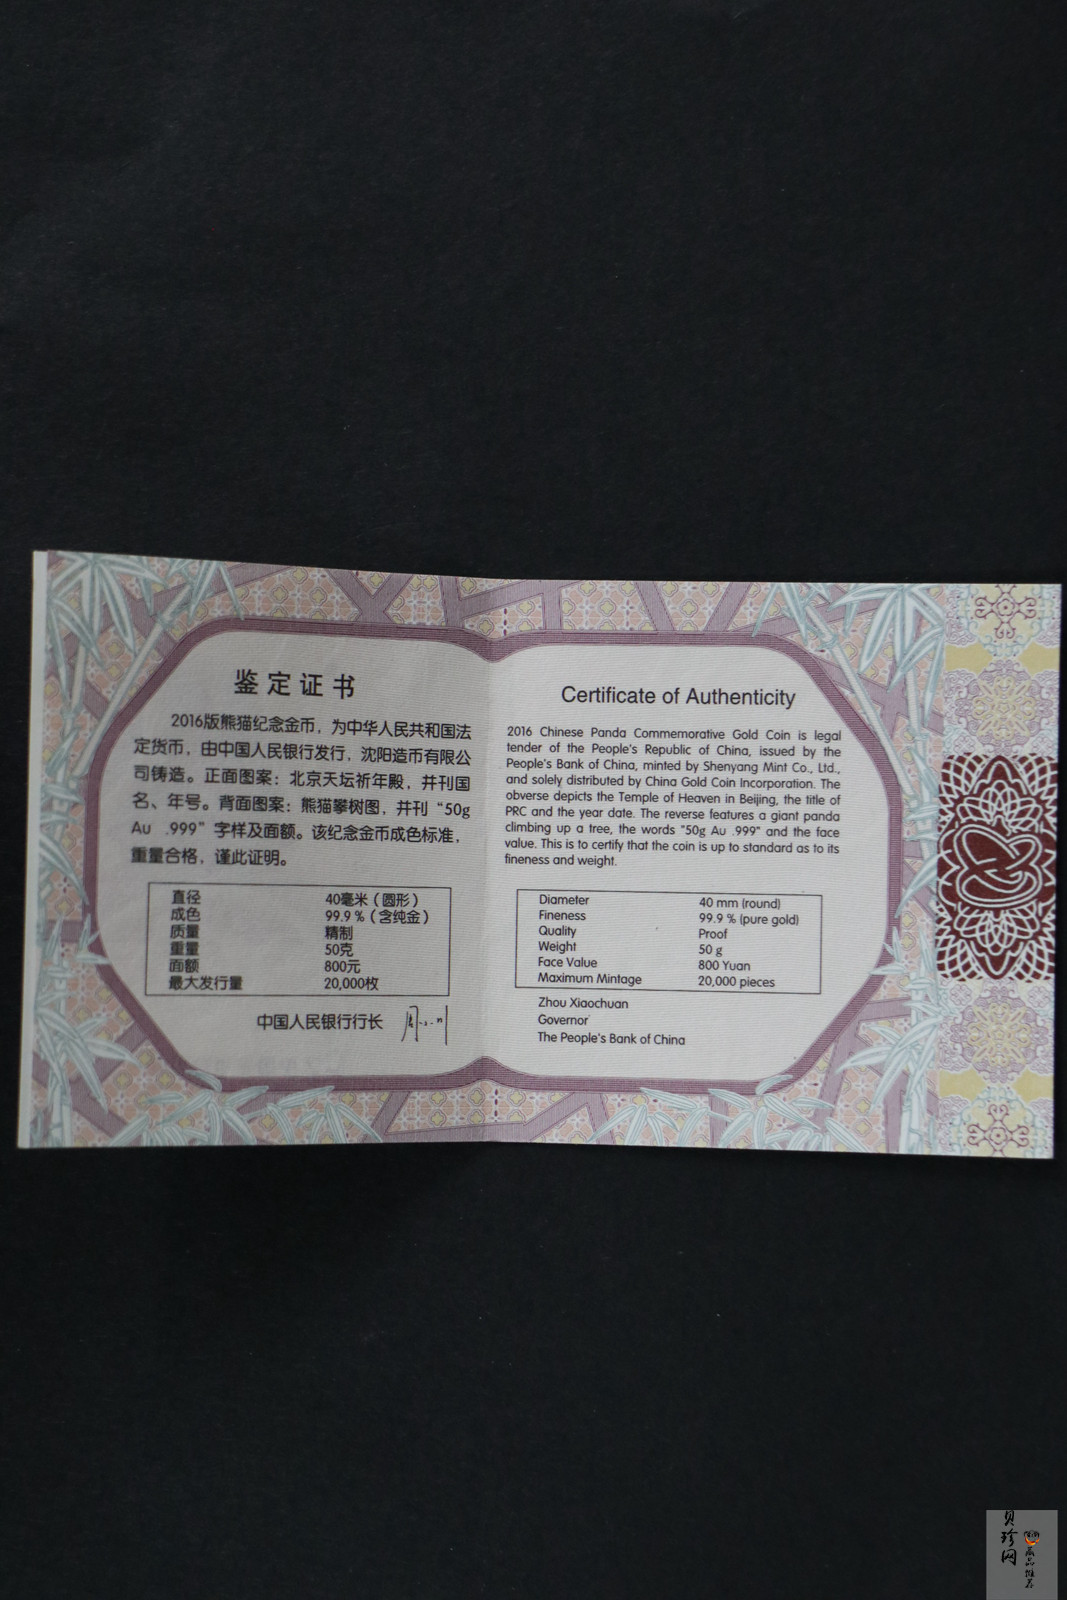 鉴定证书
2016版熊猫纪念金币，为中华人民共和国法
定货币，由中国人民银行发行，沈阳造币有限公
司铸造。正面图案：北京天坛祈年殿，并刊国
名、年号。背面图案：熊猫攀树图，并刊“50g
Au .999”字样及面额。该纪念金币成色标准，
重量合格，谨此证明。
直径 40毫米（圆形）
成色 99.9％（含纯金）
质量 精制
重量 50克
面额 800元
最大发行量 20,000枚
中国人民银行行长
Certificate of Authenticity
2016 Chinese Panda Commemorative Gold Coin is legal
tender of the People's Republic of China, issued by the
People's Bank of China, minted by Shenyang Mint Co., Ltd.,
and solely distributed by China Gold Coin Incorporation. The
obverse depicts the Temple of Heaven in Beijing, the title of
PRC and the year date. The reverse features a giant panda
climbing up a tree, the words "50g Au .999" and the face
value. This is to certify that the coin is up to standard as to its
fineness and weight.
Diameter 40 mm (round)
Fineness 99.9 % (pure gold)
Quality Proof
Weight 50 g
Face Value 800 Yuan
Maximum Mintage 20,000 pieces
Zhou Xiaochuan
Governor
The People's Bank of China
贝珍网
藏品推荐